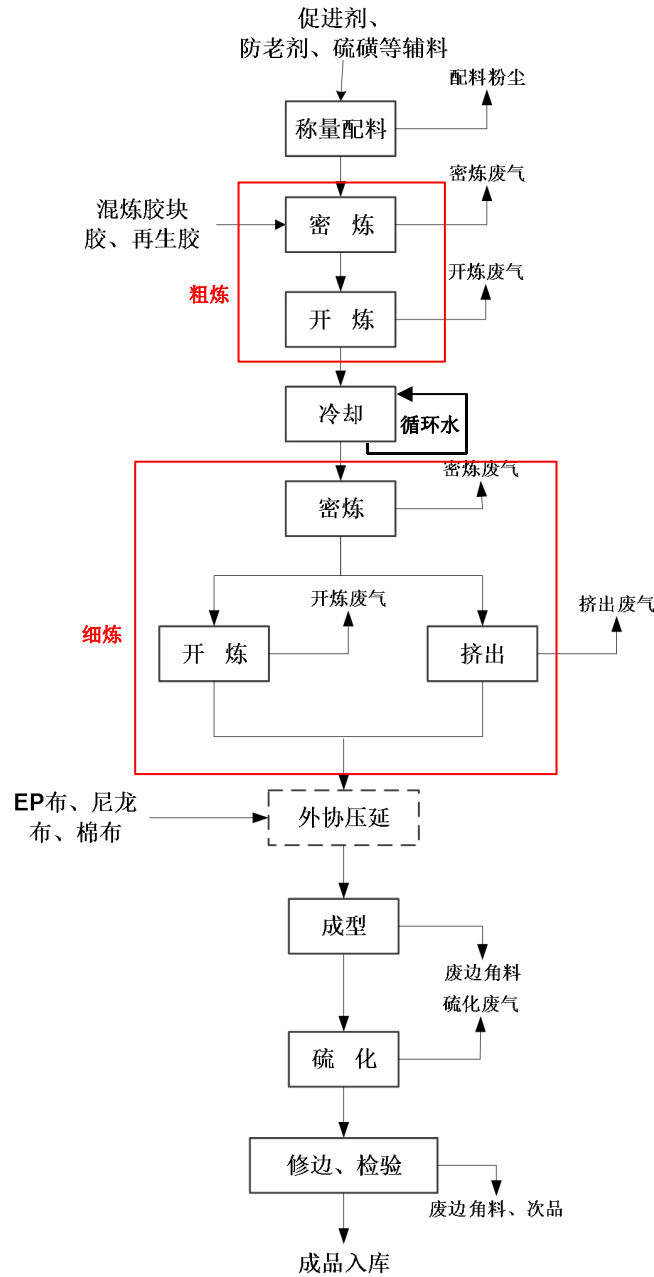 促进剂、
防老剂、硫磺等辅料
配料粉尘
称量配料
密炼废气
混炼胶块
胶、再生胶
密 炼
开炼废气
粗炼
开 炼
冷却
循环水
密炼废气
密炼
开炼废气
挤出废气
细炼
开 炼
挤出
EP布、尼龙
布、棉布
外协压延
成型
废边角料
硫化废气
硫 化
修边、检验
废边角料、次品
成品入库